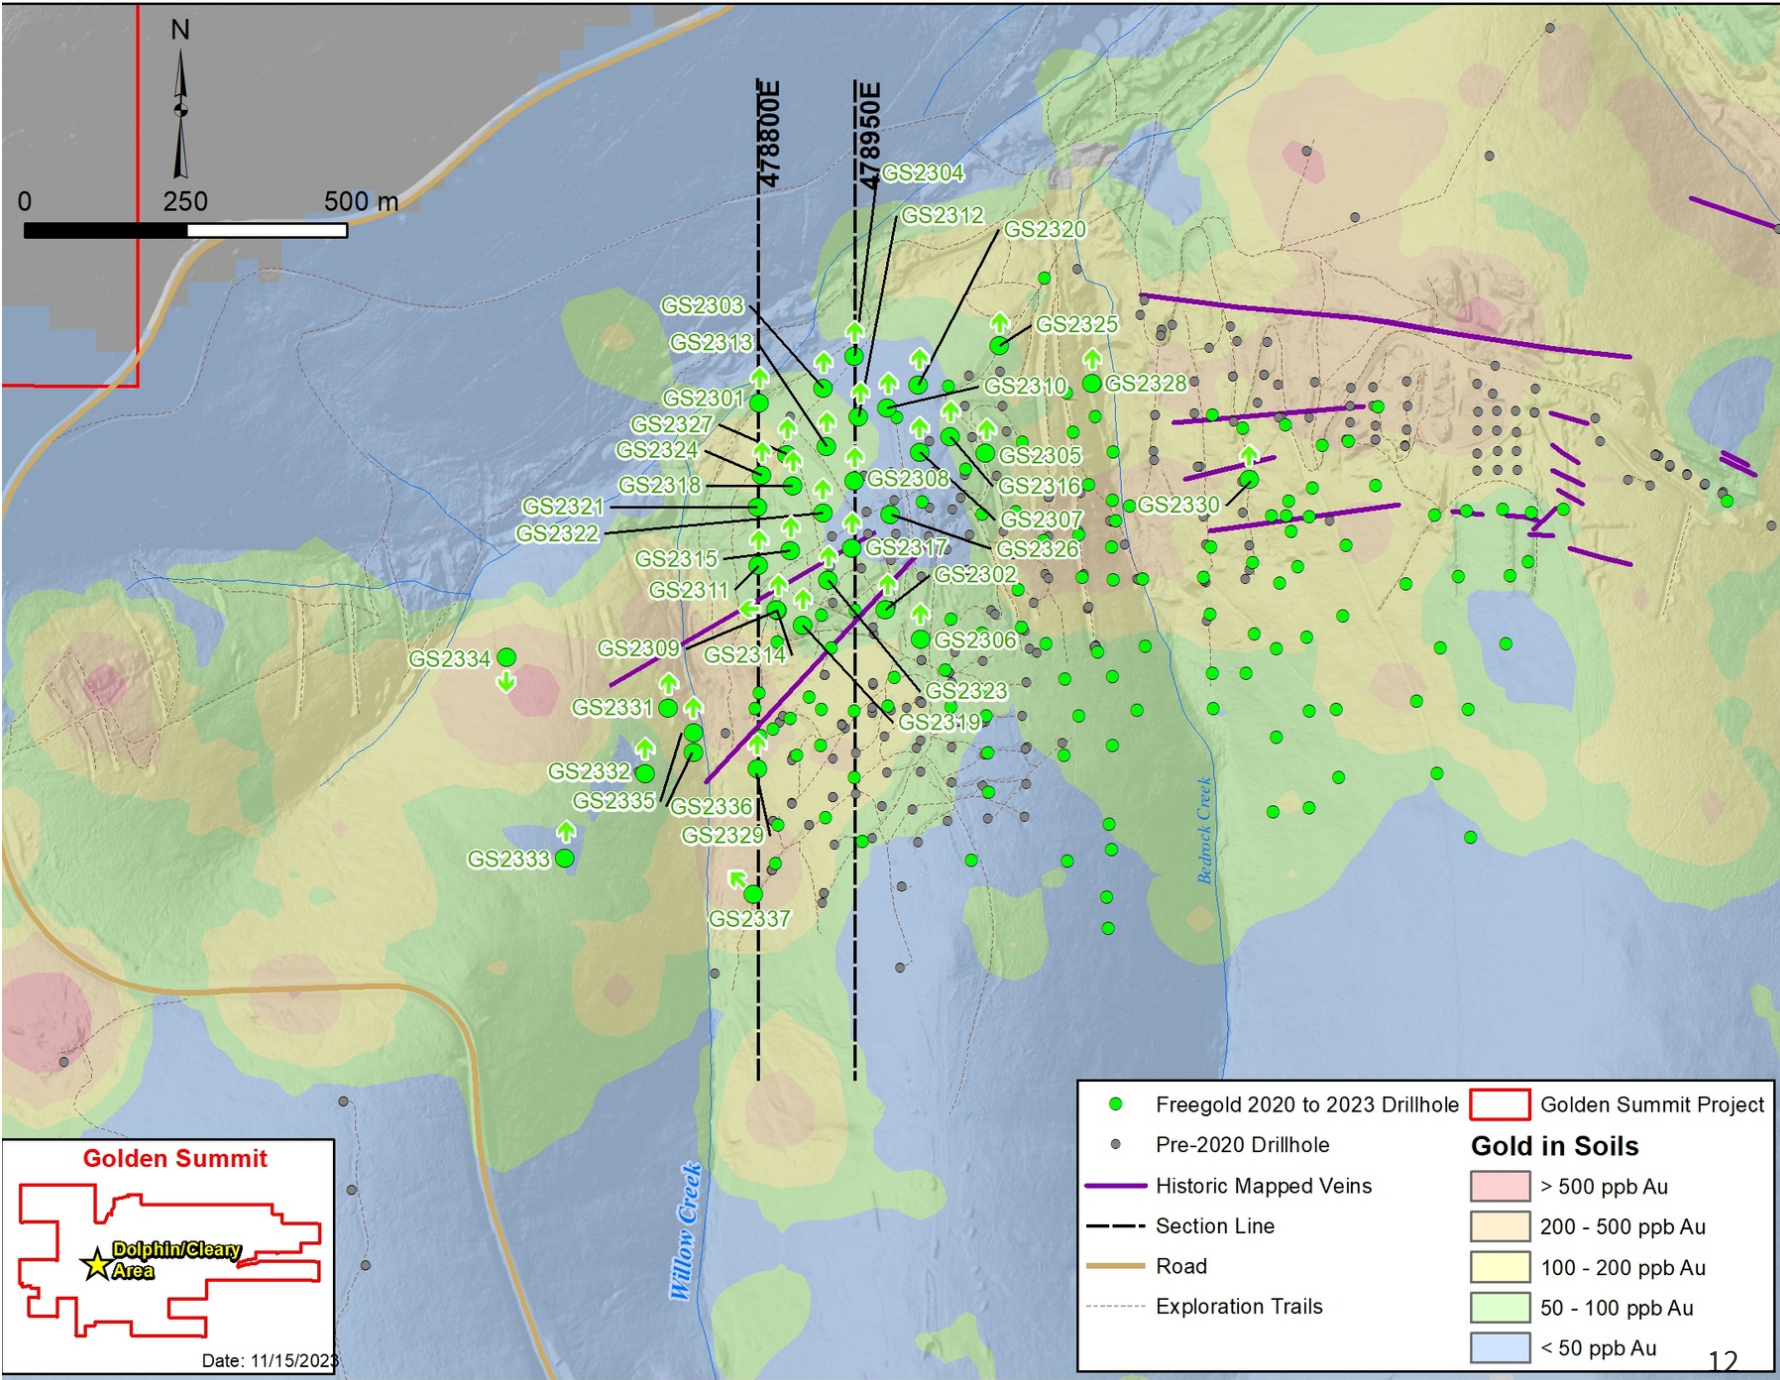 N
0 250 500 m
478800E
478950E
GS2304
GS2312
GS2320
GS2303
GS2325
GS2313
GS2310
GS2328
GS2301
GS2327
GS2324
GS2305
GS2318
GS2308
GS2316
GS2321
GS2330
GS2307
GS2322
GS2317
GS2326
GS2315
GS2302
GS2311
GS2306
GS2309
GS2314
GS2334
GS2323
GS2331
GS2319
GS2332
GS2335
GS2336
GS2329
GS2333
GS2337
Bedrock Creek
Willow Creek
Freegold 2020 to 2023 Drillhole
Pre-2020 Drillhole
Historic Mapped Veins
Section Line
Road
Exploration Trails
Golden Summit Project
Gold in Soils
> 500 ppb Au
200 - 500 ppb Au
100 - 200 ppb Au
50 - 100 ppb Au
< 50 ppb Au
12
Golden Summit
Dolphin/Cleary
Area
Date: 11/15/2023